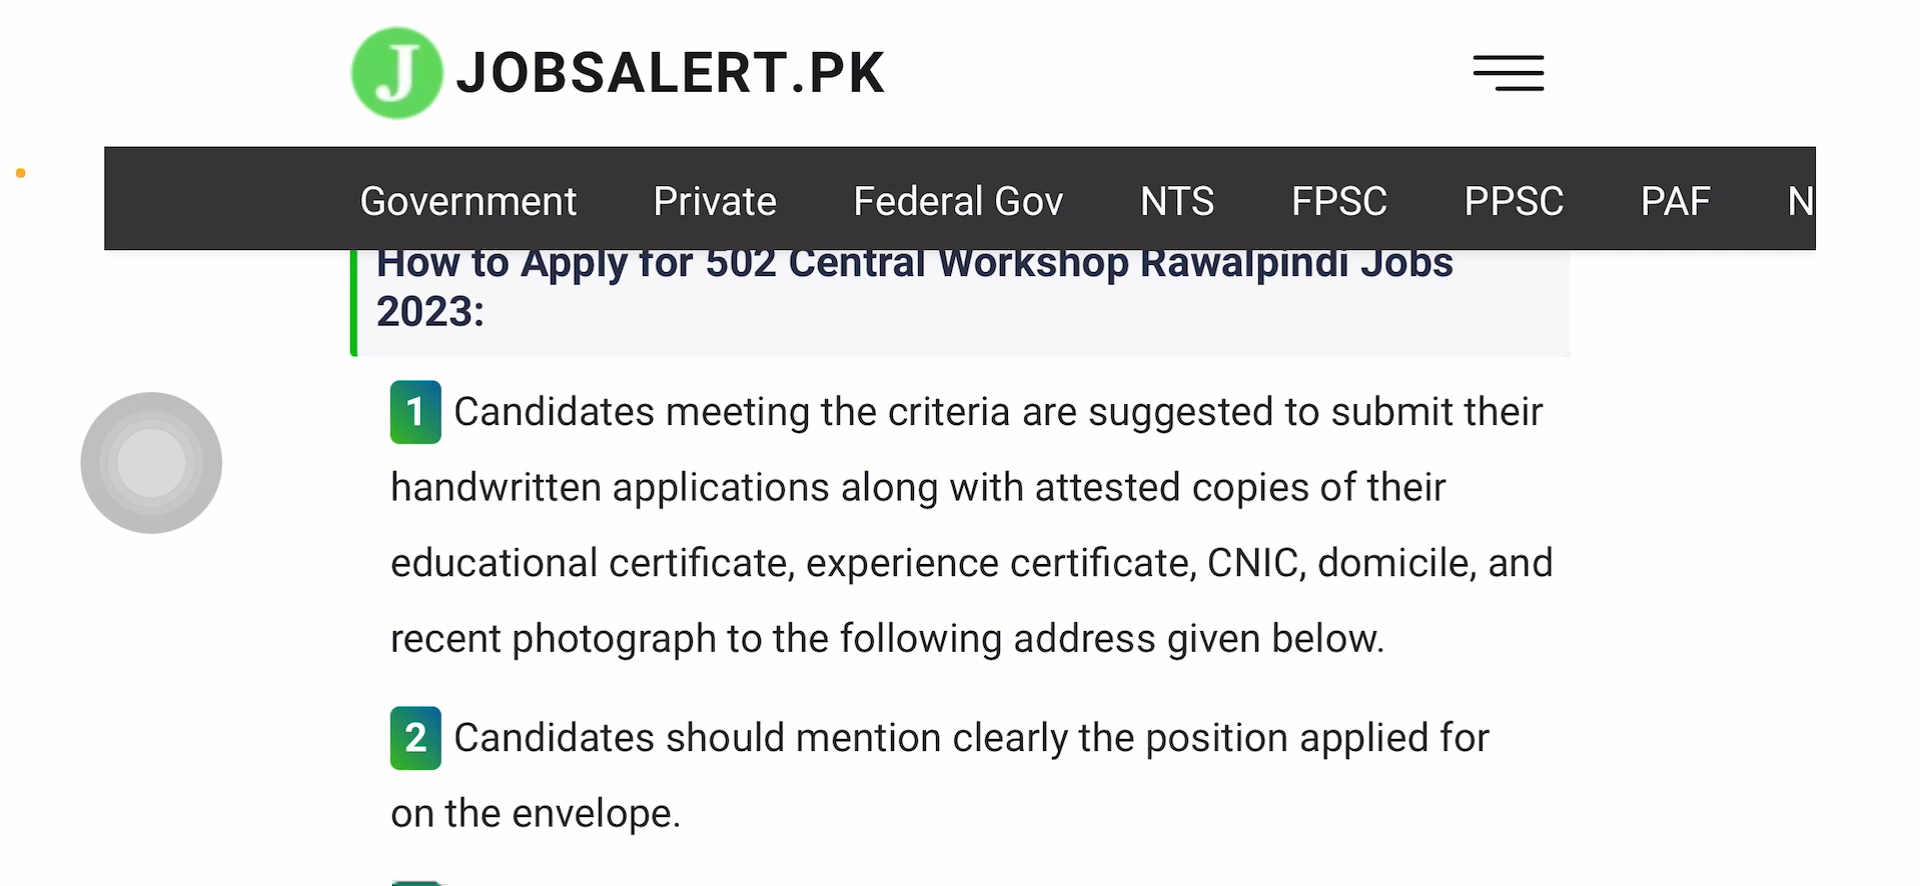 J JOBSALERT.PK
Government Private Federal Gov NTS FPSC PPSC PAF N
How to Apply for 502 Central Workshop Rawalpindi Jobs
2023:
1 Candidates meeting the criteria are suggested to submit their
handwritten applications along with attested copies of their
educational certificate, experience certificate, CNIC, domicile, and
recent photograph to the following address given below.
2 Candidates should mention clearly the position applied for
on the envelope.